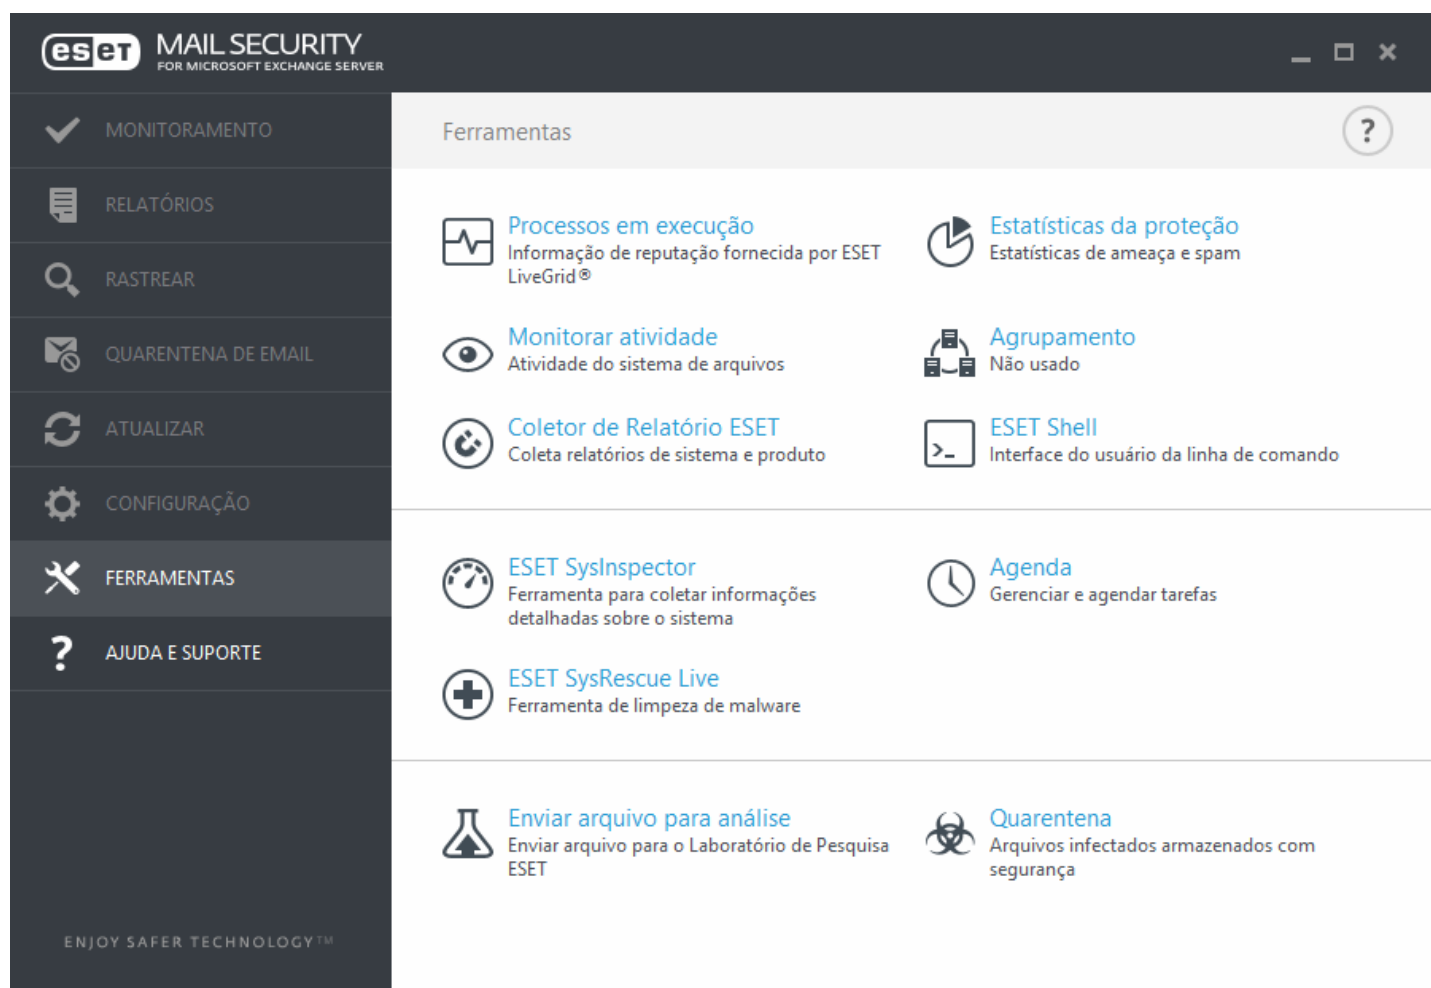 eset MAIL SECURITY
FOR MICROSOFT EXCHANGE SERVER
MONITORAMENTO
RELATÓRIOS
RASTREAR
QUARENTENA DE EMAIL
ATUALIZAR
CONFIGURAÇÃO
FERRAMENTAS
AJUDA E SUPORTE
ENJOY SAFER TECHNOLOGY™
Ferramentas
?
Processos em execução
Informação de reputação fornecida por ESET
LiveGrid®
Estatísticas da proteção
Estatísticas de ameaça e spam
Monitorar atividade
Atividade do sistema de arquivos
Agrupamento
Não usado
Coletor de Relatório ESET
Coleta relatórios de sistema e produto
ESET Shell
Interface do usuário da linha de comando
ESET SysInspector
Ferramenta para coletar informações
detalhadas sobre o sistema
Agenda
Gerenciar e agendar tarefas
ESET SysRescue Live
Ferramenta de limpeza de malware
Enviar arquivo para análise
Enviar arquivo para o Laboratório de Pesquisa
ESET
Quarentena
Arquivos infectados armazenados com
segurança